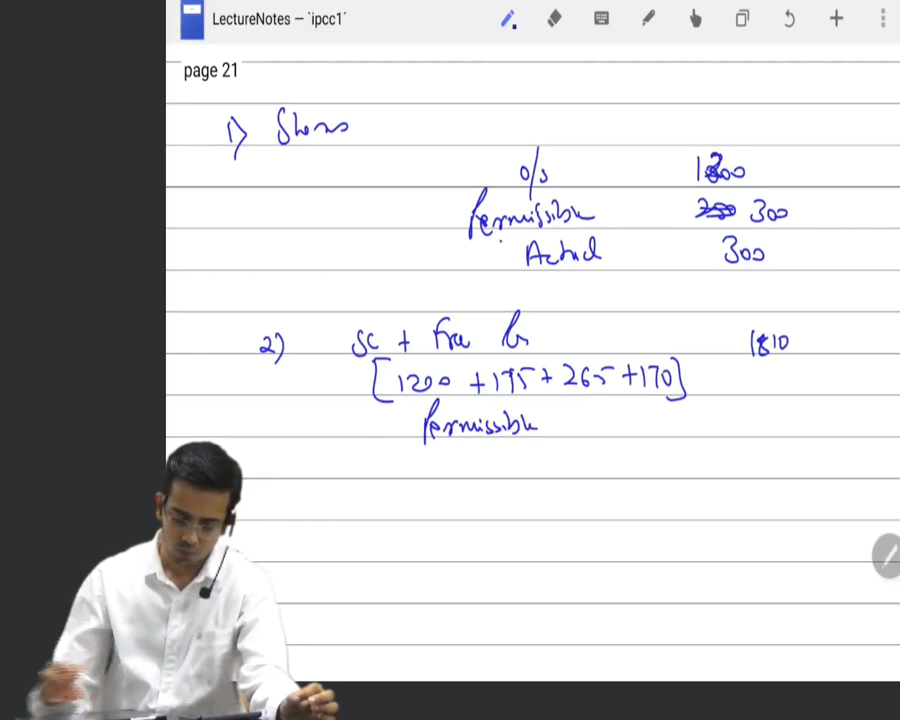 LectureNotes – `ipcc1´
page 21
1) Shares
o/s 1200
Permissible 300
Actual 300
2) SC + Free Rs 1810
[1200 + 175 + 265 + 170]
Permissible